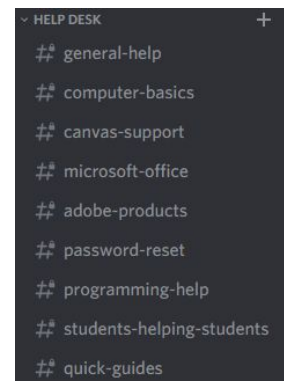 HELP DESK
general-help
computer-basics
canvas-support
microsoft-office
adobe-products
password-reset
programming-help
students-helping-students
quick-guides